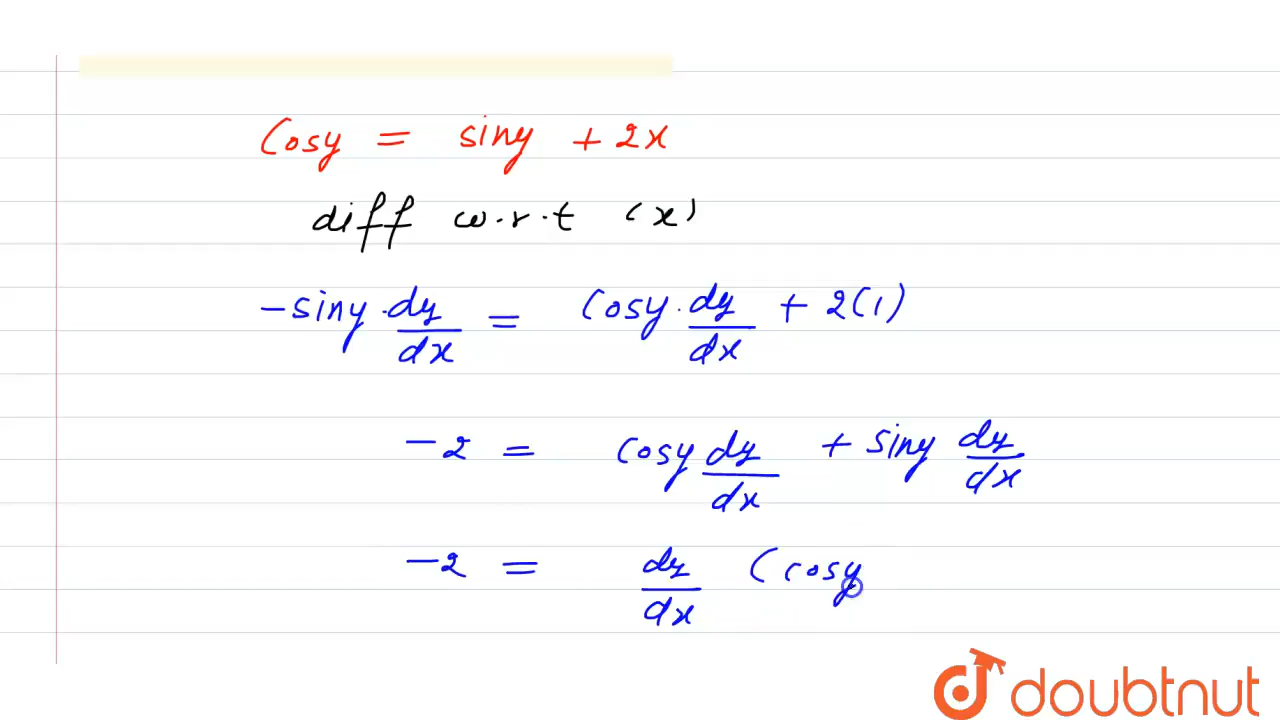 Cosy = siny + 2x
diff w.r.t (x)
-siny.dy/dx = Cosy.dy/dx + 2(1)
-2 = cosy dy/dx + siny dy/dx
-2 = dy/dx (cosy
doubtnut